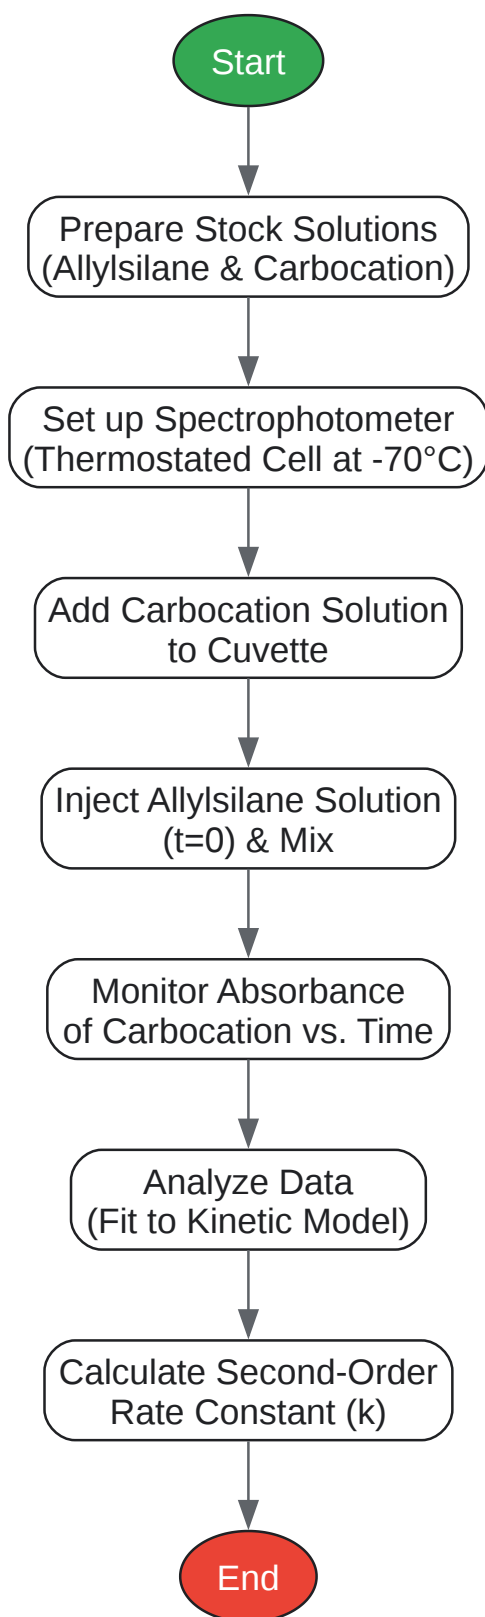 Start
Prepare Stock Solutions
(Allylsilane & Carbocation)
Set up Spectrophotometer
(Thermostated Cell at -70°C)
Add Carbocation Solution
to Cuvette
Inject Allylsilane Solution
(t=0) & Mix
Monitor Absorbance
of Carbocation vs. Time
Analyze Data
(Fit to Kinetic Model)
Calculate Second-Order
Rate Constant (k)
End